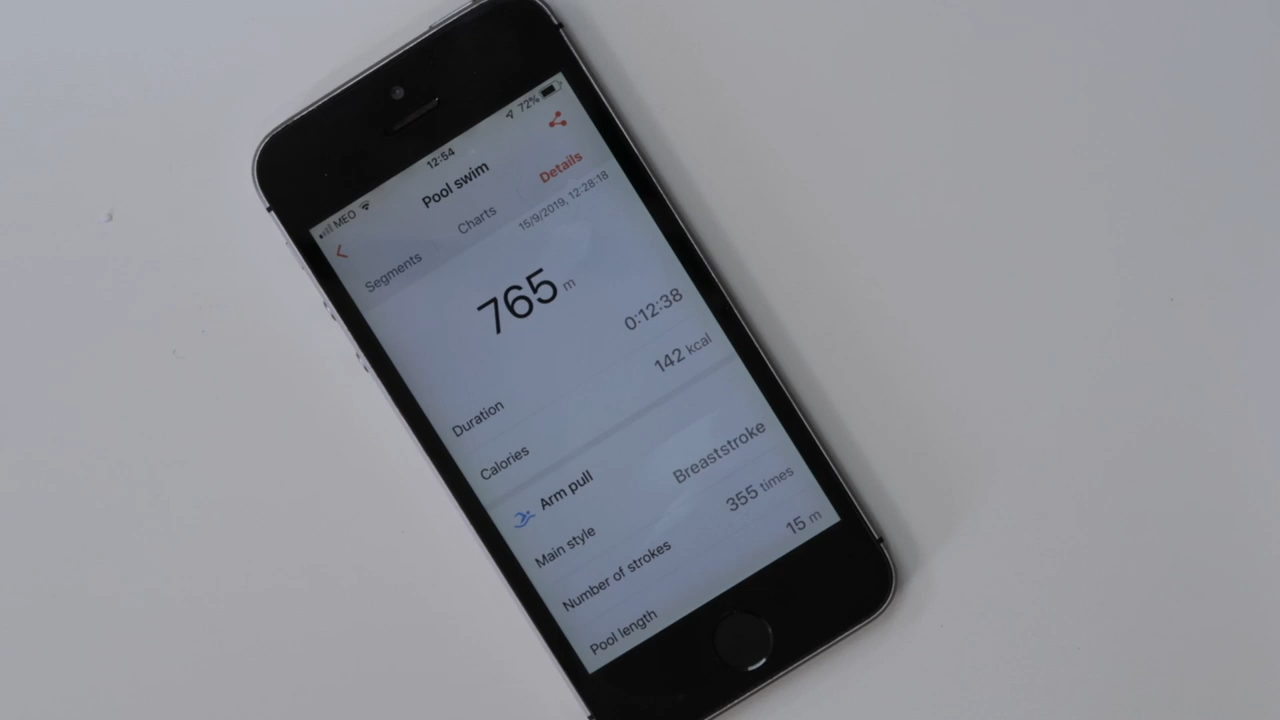 MEO 12:54 72%
Pool swim
Segments Charts Details
15/9/2019, 12:28:18
765 m
Duration 0:12:38
Calories 142 kcal
Arm pull
Main style Breaststroke
Number of strokes 355 times
Pool length 15 m